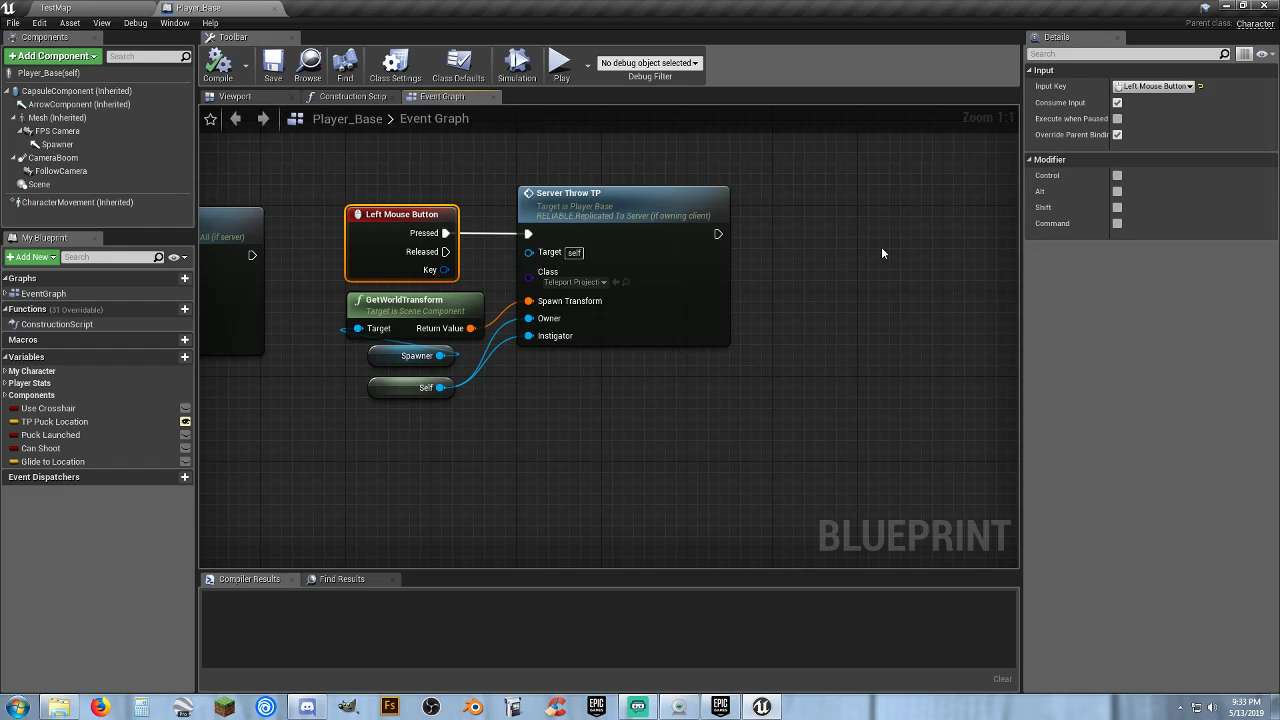 TestMap
Player_Base
File Edit Asset View Debug Window Help
Parent class: Character
Components
+ Add Component
Search
Player_Base(self)
CapsuleComponent (Inherited)
ArrowComponent (Inherited)
Mesh (Inherited)
FPS Camera
Spawner
CameraBoom
FollowCamera
Scene
CharacterMovement (Inherited)
My Blueprint
+ Add New
Search
Graphs
EventGraph
Functions (31 Overridable)
ConstructionScript
Macros
Variables
My Character
Player Stats
Components
Use Crosshair
TP Puck Location
Puck Launched
Can Shoot
Glide to Location
Event Dispatchers
Toolbar
Compile
Save
Browse
Find
Class Settings
Class Defaults
Simulation
Play
No debug object selected
Debug Filter
Viewport
Construction Scrip
Event Graph
Player_Base > Event Graph
Zoom 1:1
All (if server)
Left Mouse Button
Pressed
Released
Key
GetWorldTransform
Target is Scene Component
Target
Return Value
Spawner
Self
Server Throw TP
Target is Player Base
RELIABLE Replicated To Server (if owning client)
Target self
Class
Teleport Projecti
Spawn Transform
Owner
Instigator
BLUEPRINT
Compiler Results
Find Results
Clear
Details
Search
Input
Input Key
Left Mouse Button
Consume Input
Execute when Paused
Override Parent Bindin
Modifier
Control
Alt
Shift
Command
Pro
Fs
EPIC GAMES
EPIC GAMES
9:33 PM
5/13/2019